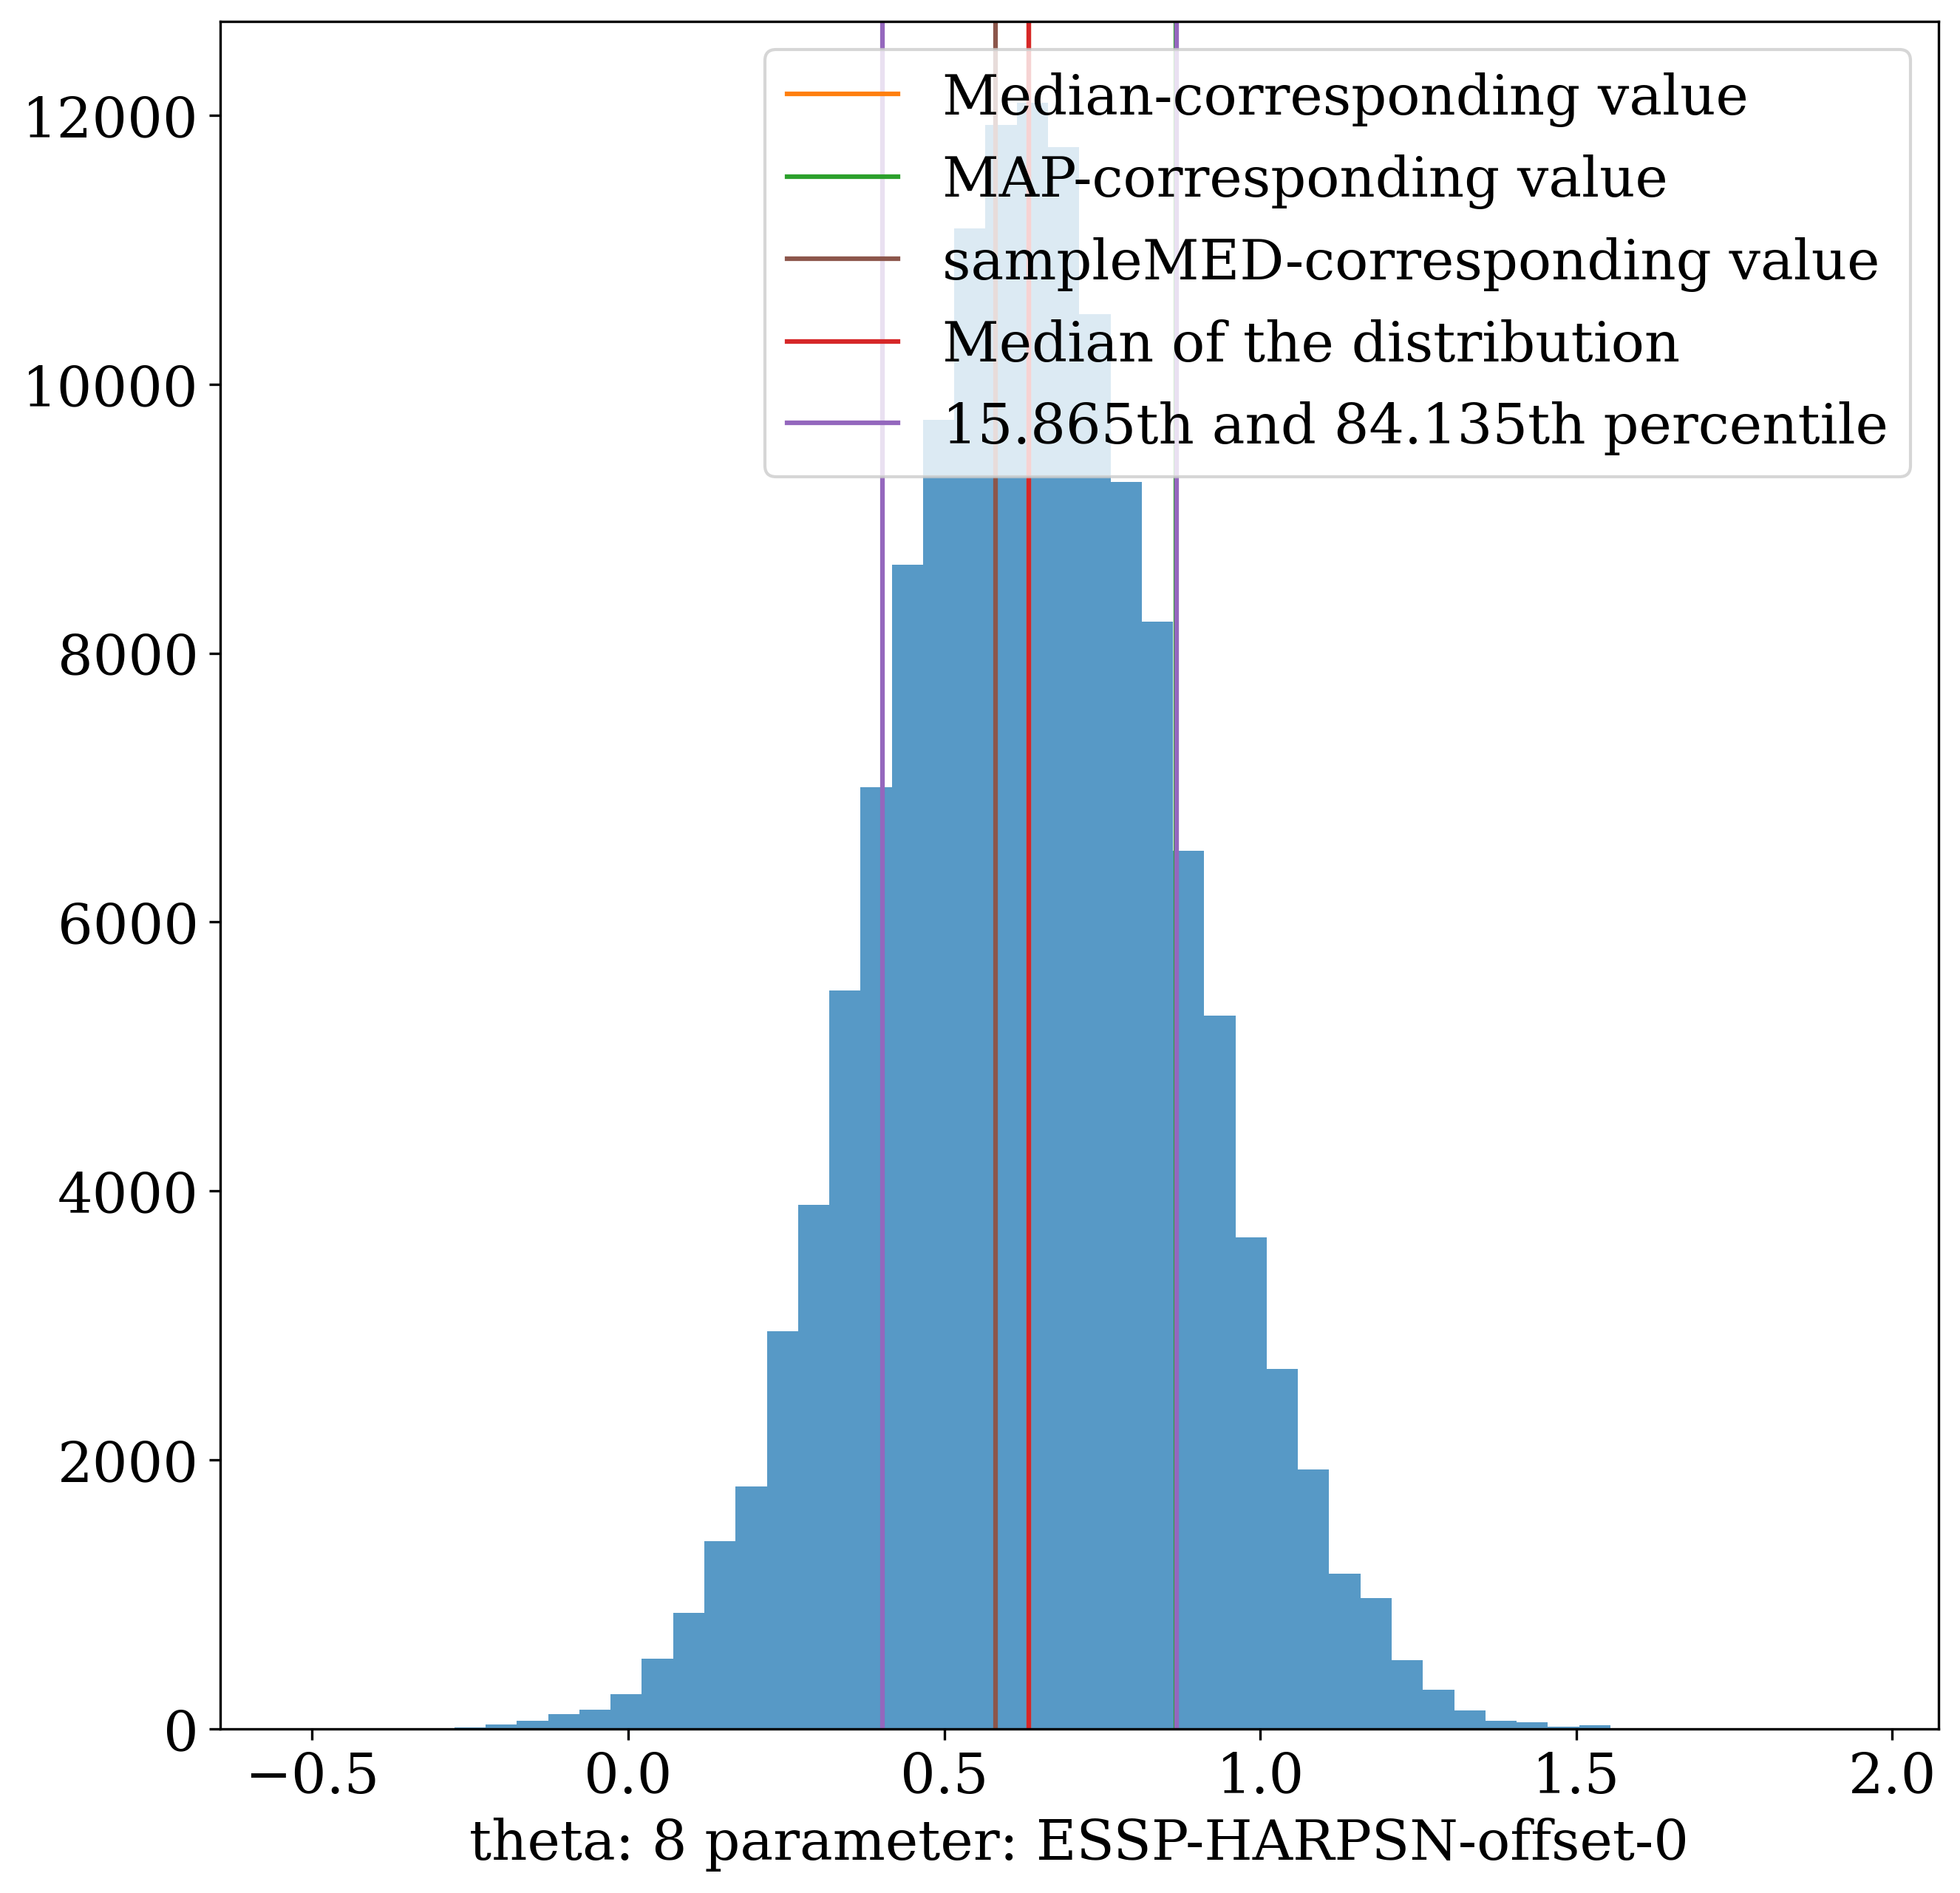 Median-corresponding value
MAP-corresponding value
sampleMED-corresponding value
Median of the distribution
15.865th and 84.135th percentile
12000
10000
8000
6000
4000
2000
0
−0.5 0.0 0.5 1.0 1.5 2.0
theta: 8 parameter: ESSP-HARPSN-offset-0